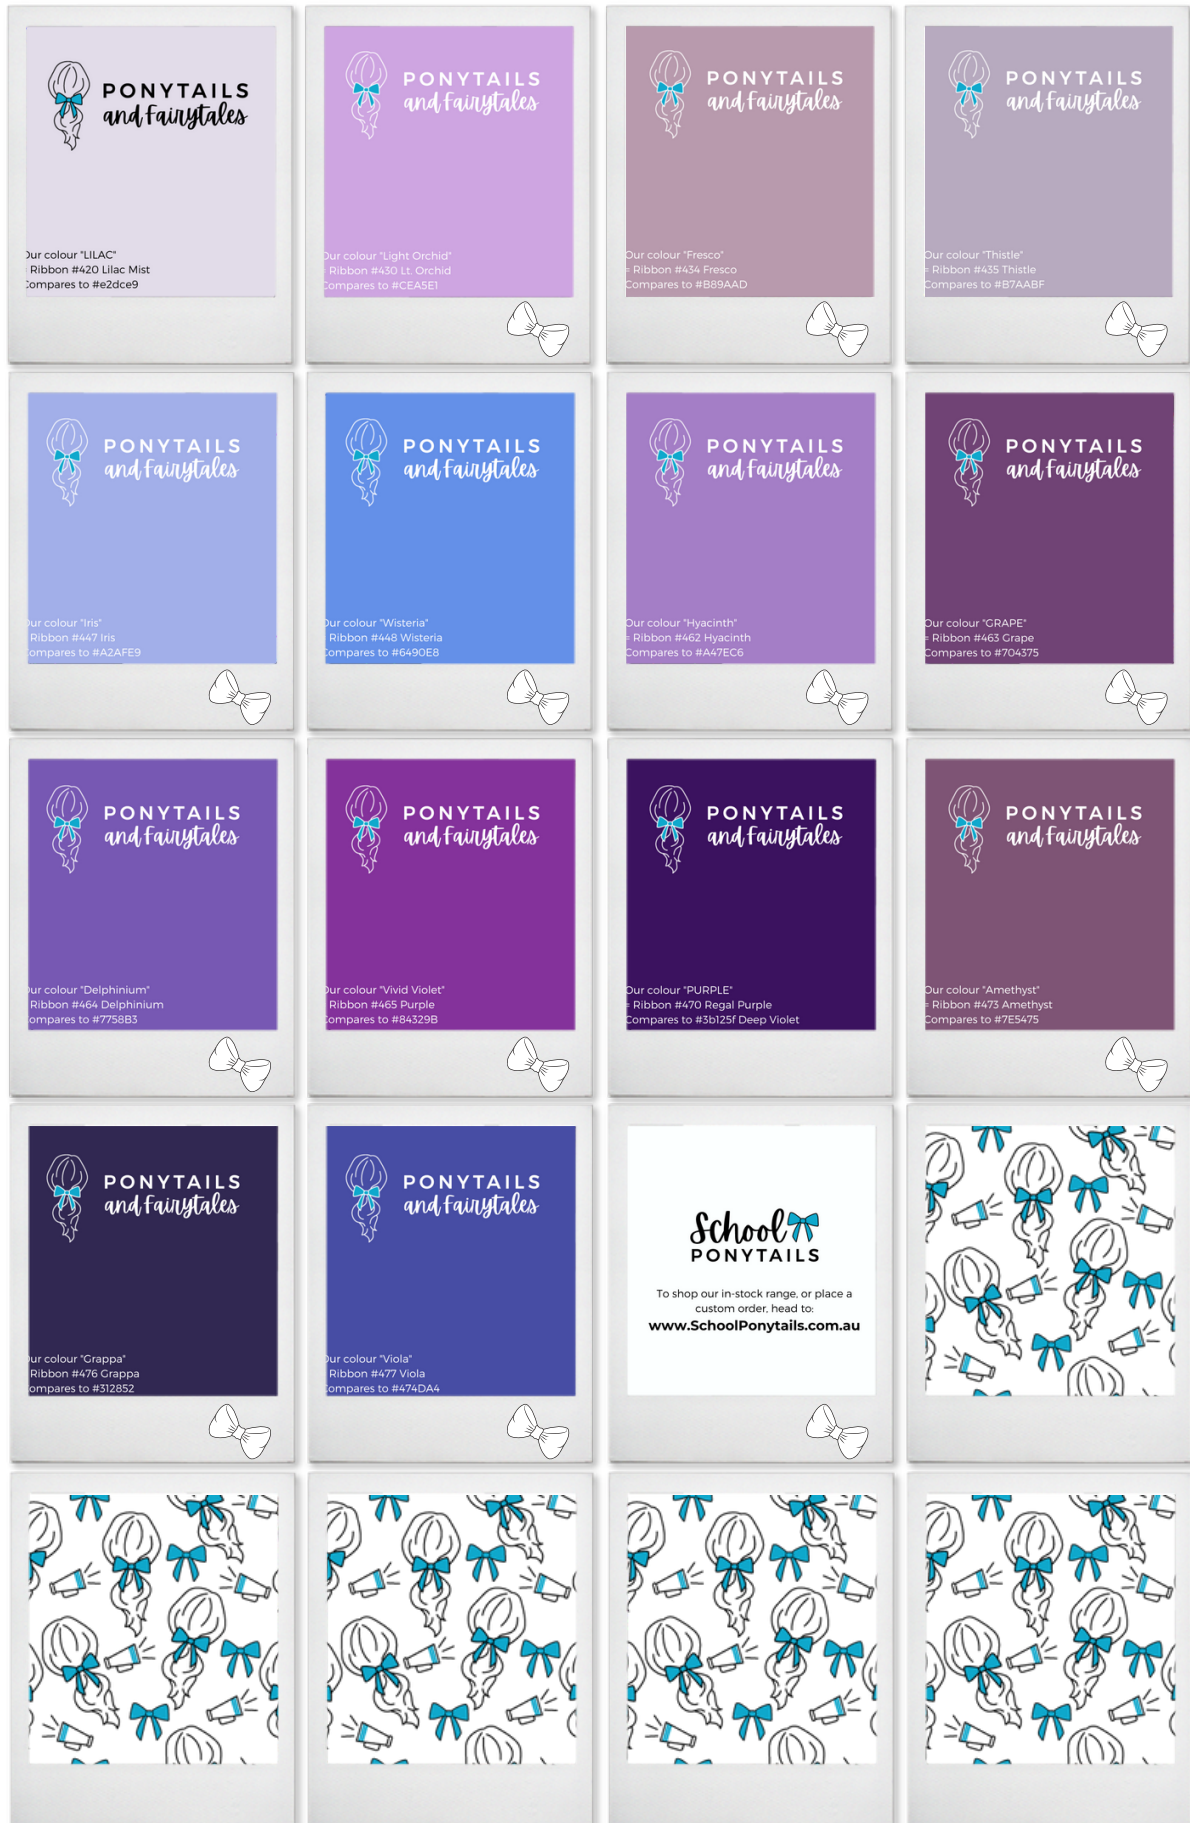 PONYTAILS
and Fairytales
Our colour "LILAC"
Ribbon #420 Lilac Mist
Compares to #e2dce9
PONYTAILS
and Fairytales
Our colour "Light Orchid"
Ribbon #430 Lt. Orchid
Compares to #CEA5E1
PONYTAILS
and Fairytales
Our colour "Fresco"
= Ribbon #434 Fresco
Compares to #B89AAD
PONYTAILS
and Fairytales
Our colour "Thistle"
= Ribbon #435 Thistle
Compares to #B7AABF
PONYTAILS
and Fairytales
Our colour "Iris"
Ribbon #447 Iris
Compares to #A2AFE9
PONYTAILS
and Fairytales
Our colour "Wisteria"
Ribbon #448 Wisteria
Compares to #6490E8
PONYTAILS
and Fairytales
Our colour "Hyacinth"
= Ribbon #462 Hyacinth
Compares to #A47EC6
PONYTAILS
and Fairytales
Our colour "GRAPE"
= Ribbon #463 Grape
Compares to #704375
PONYTAILS
and Fairytales
Our colour "Delphinium"
Ribbon #464 Delphinium
Compares to #7758B3
PONYTAILS
and Fairytales
Our colour "Vivid Violet"
Ribbon #465 Purple
Compares to #84329B
PONYTAILS
and Fairytales
Our colour "PURPLE"
= Ribbon #470 Regal Purple
Compares to #3b125f Deep Violet
PONYTAILS
and Fairytales
Our colour "Amethyst"
= Ribbon #473 Amethyst
Compares to #7E5475
PONYTAILS
and Fairytales
Our colour "Grappa"
Ribbon #476 Grappa
Compares to #312852
PONYTAILS
and Fairytales
Our colour "Viola"
Ribbon #477 Viola
Compares to #474DA4
School
PONYTAILS
To shop our in-stock range, or place a
custom order, head to:
www.SchoolPonytails.com.au